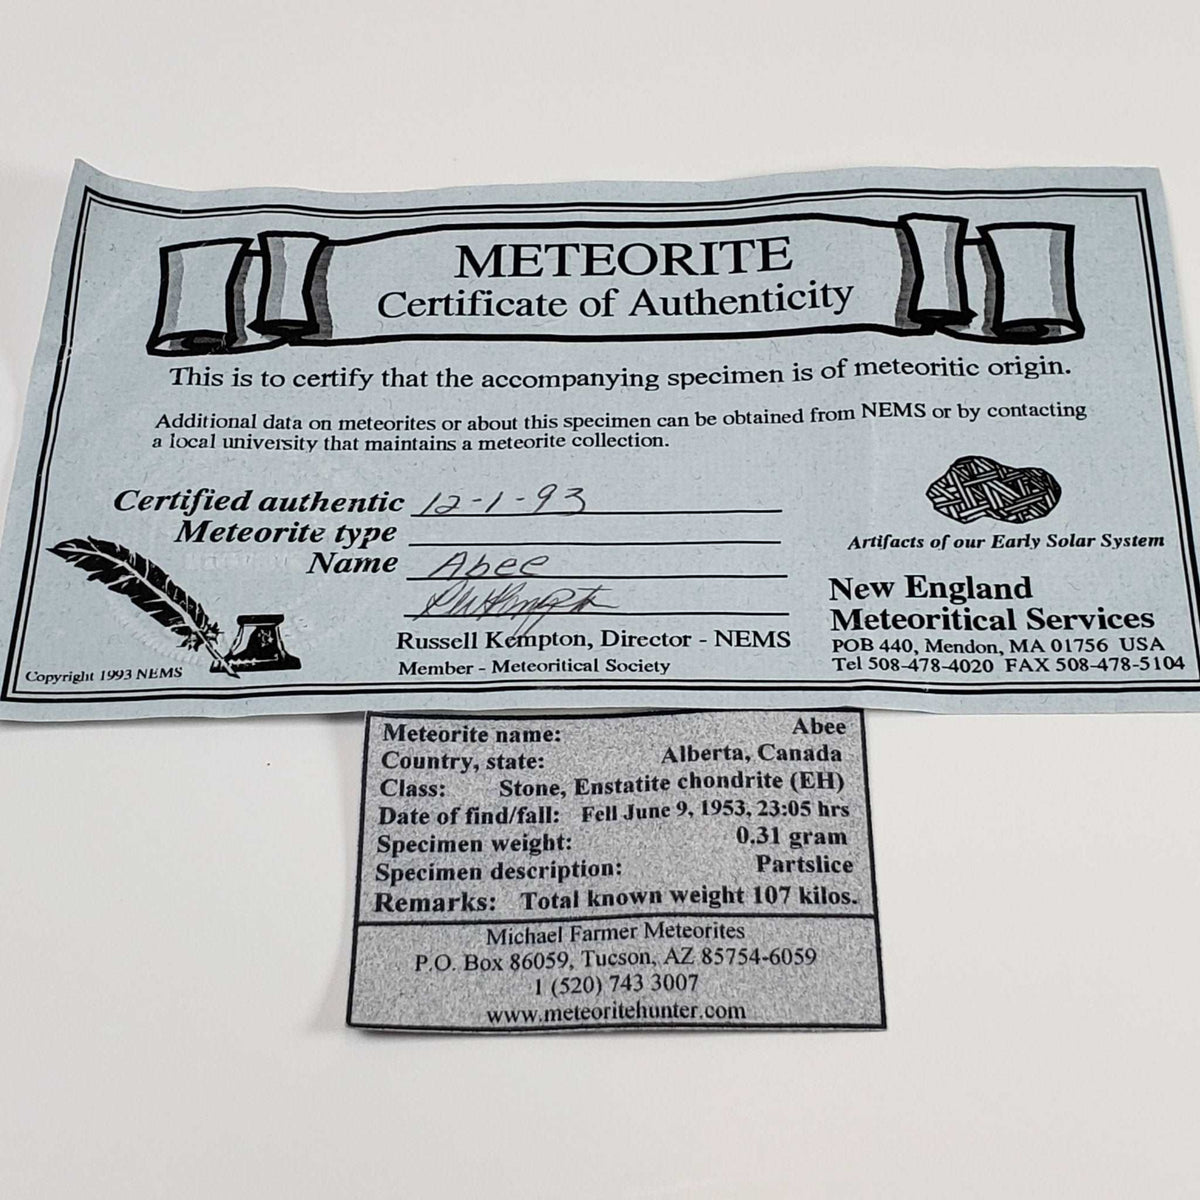 METEORITE
Certificate of Authenticity
This is to certify that the accompanying specimen is of meteoritic origin.
Additional data on meteorites or about this specimen can be obtained from NEMS or by contacting
a local university that maintains a meteorite collection.
Certified authentic 12-1-93
Meteorite type
Name Abee
Russell Kempton, Director - NEMS
Member - Meteoritical Society
Copyright 1993 NEMS
Artifacts of our Early Solar System
New England
Meteoritical Services
POB 440, Mendon, MA 01756 USA
Tel 508-478-4020 FAX 508-478-5104
Meteorite name: Abee
Country, state: Alberta, Canada
Class: Stone, Enstatite chondrite (EH)
Date of find/fall: Fell June 9, 1953, 23:05 hrs
Specimen weight: 0.31 gram
Specimen description: Partslice
Remarks: Total known weight 107 kilos.
Michael Farmer Meteorites
P.O. Box 86059, Tucson, AZ 85754-6059
1 (520) 743 3007
www.meteoritehunter.com